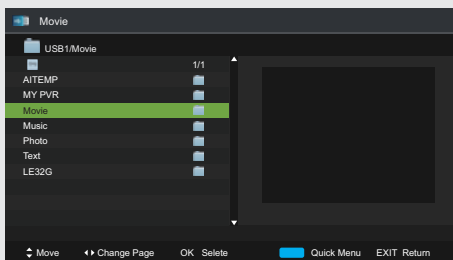 Movie
USB1/Movie
1/1
AITEMP
MY PVR
Movie
Music
Photo
Text
LE32G
Move Change Page OK Selete Quick Menu EXIT Return